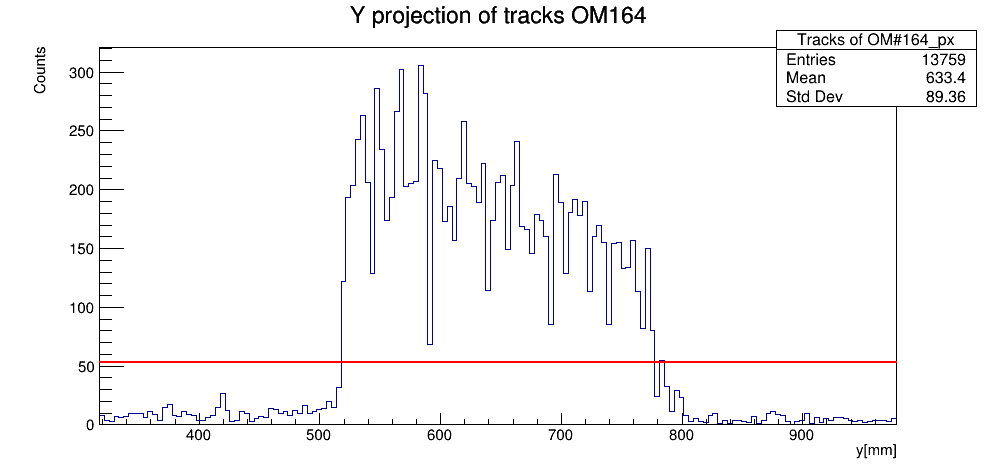 Y projection of tracks OM164
Tracks of OM#164_px
Entries 13759
Mean 633.4
Std Dev 89.36
Counts
300
250
200
150
100
50
0
400 500 600 700 800 900
y[mm]